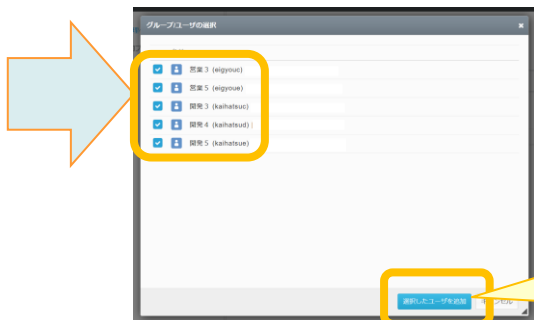 グループ/ユーザの選択
営業3 (eigyouc)
営業5 (eigyoue)
開発3 (kaihatsuc)
開発4 (kaihatsud)
開発5 (kaihatsue)
選択したユーザを追加